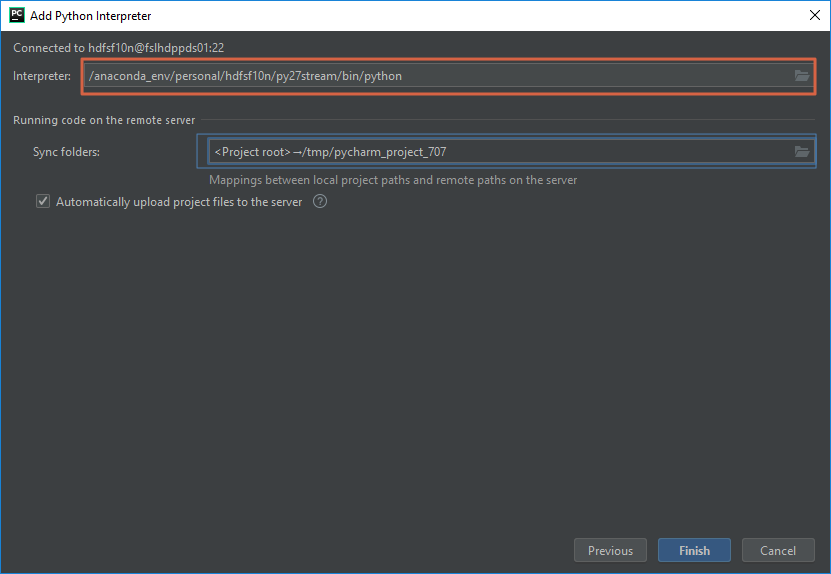 PC Add Python Interpreter
Connected to hdfsf10n@fslhdppds01:22
Interpreter: /anaconda_env/personal/hdfsf10n/py27stream/bin/python
Running code on the remote server
Sync folders: <Project root>→/tmp/pycharm_project_707
Mappings between local project paths and remote paths on the server
Automatically upload project files to the server ?
Previous Finish Cancel